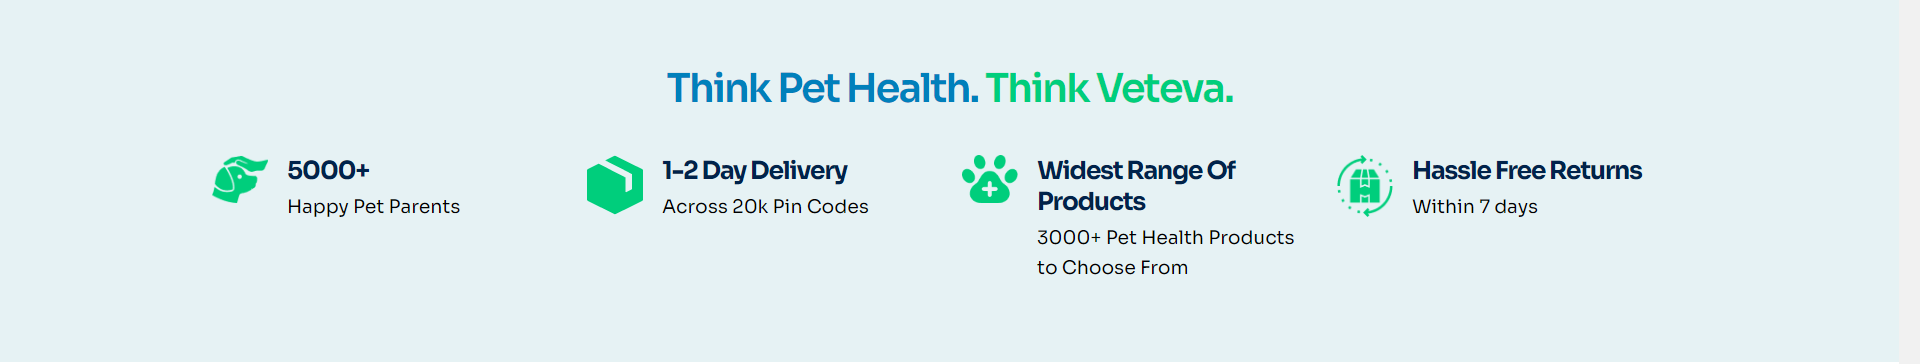 Think Pet Health. Think Veteva.
5000+
Happy Pet Parents
1-2 Day Delivery
Across 20k Pin Codes
Widest Range Of
Products
3000+ Pet Health Products
to Choose From
Hassle Free Returns
Within 7 days